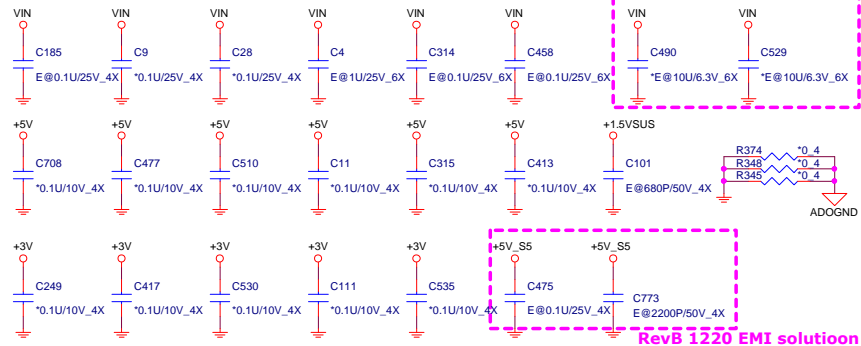 VIN VIN VIN VIN VIN VIN VIN VIN
C185 C9 C28 C4 C314 C458 C490 C529
E@0.1U/25V_4X *0.1U/25V_4X *0.1U/25V_4X E@1U/25V_6X E@0.1U/25V_6X E@0.1U/25V_6X *E@10U/6.3V_6X *E@10U/6.3V_6X
+5V +5V +5V +5V +5V +5V +1.5VSUS
C708 C477 C510 C11 C315 C413 C101
*0.1U/10V_4X *0.1U/10V_4X *0.1U/10V_4X *0.1U/10V_4X *0.1U/10V_4X *0.1U/10V_4X E@680P/50V_4X
R374 *0_4
R348 *0_4
R345 *0_4
ADOGND
+3V +3V +3V +3V +3V +5V_S5 +5V_S5
C249 C417 C530 C111 C535 C475 C773
*0.1U/10V_4X *0.1U/10V_4X *0.1U/10V_4X *0.1U/10V_4X *0.1U/10V_4X E@0.1U/25V_4X E@2200P/50V_4X
RevB 1220 EMI solutioon